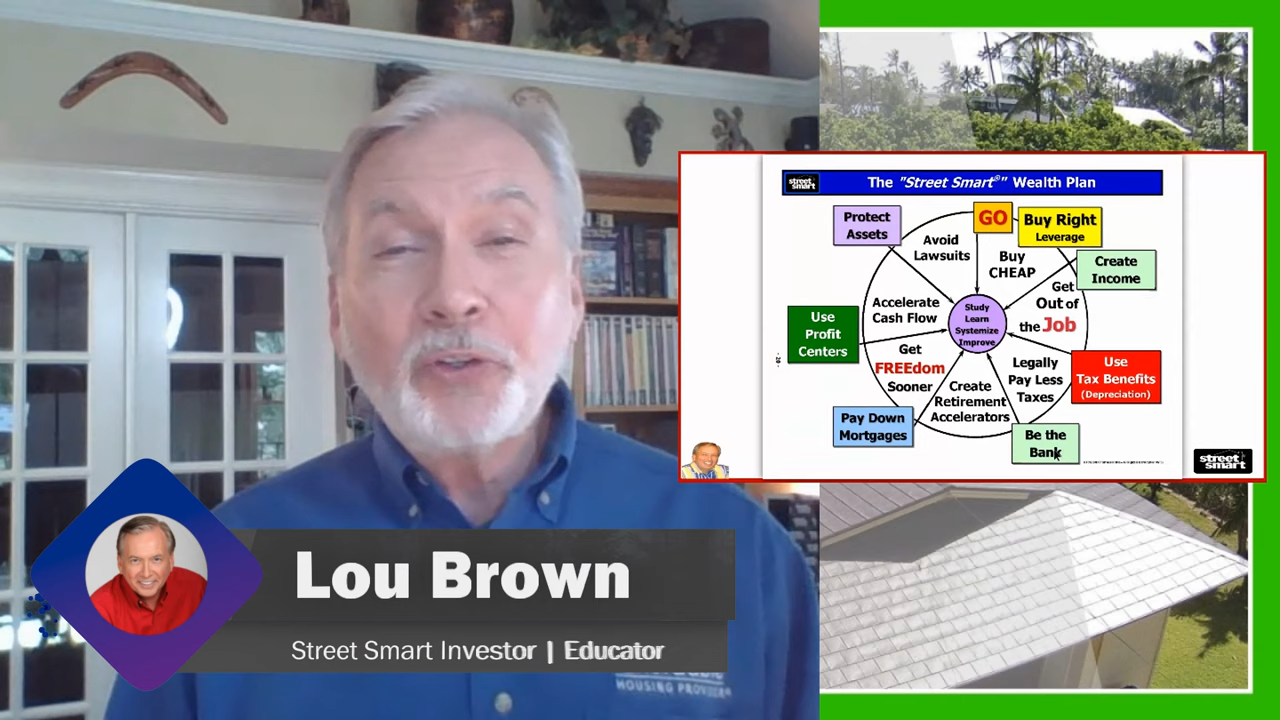 street
smart
The "Street Smart®" Wealth Plan
Protect
Assets
GO
Buy Right
Leverage
Avoid
Lawsuits
Buy
CHEAP
Create
Income
Get
Out of
the Job
Accelerate
Cash Flow
Study
Learn
Systemize
Improve
Use
Profit
Centers
Get
FREEdom
Sooner
Legally
Pay Less
Taxes
Use
Tax Benefits
(Depreciation)
Create
Retirement
Accelerators
Pay Down
Mortgages
Be the
Bank
street
smart
Lou Brown
Street Smart Investor | Educator
HOUSING PROVIDER